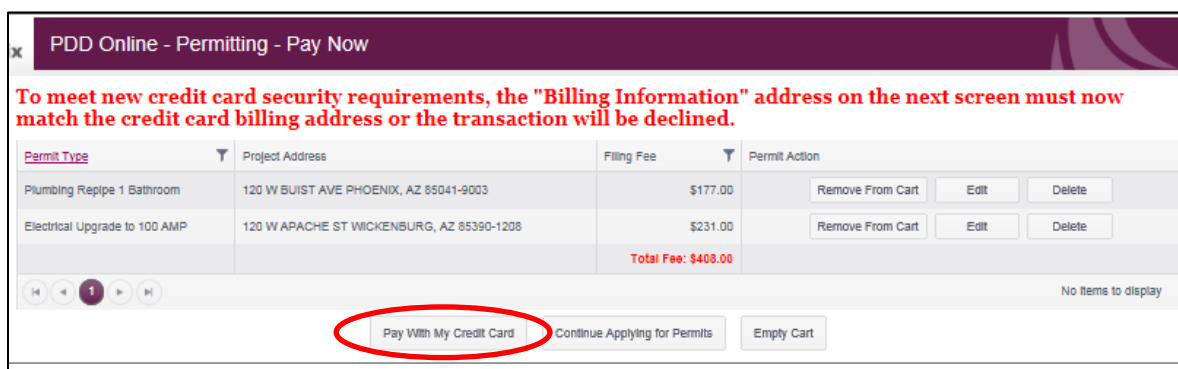 x
PDD Online - Permitting - Pay Now
To meet new credit card security requirements, the "Billing Information" address on the next screen must now
match the credit card billing address or the transaction will be declined.
Permit Type Project Address Filing Fee Permit Action
Plumbing Repipe 1 Bathroom 120 W BUIST AVE PHOENIX, AZ 85041-9003 $177.00 Remove From Cart Edit Delete
Electrical Upgrade to 100 AMP 120 W APACHE ST WICKENBURG, AZ 85390-1208 $231.00 Remove From Cart Edit Delete
Total Fee: $408.00
1 No items to display
Pay With My Credit Card Continue Applying for Permits Empty Cart